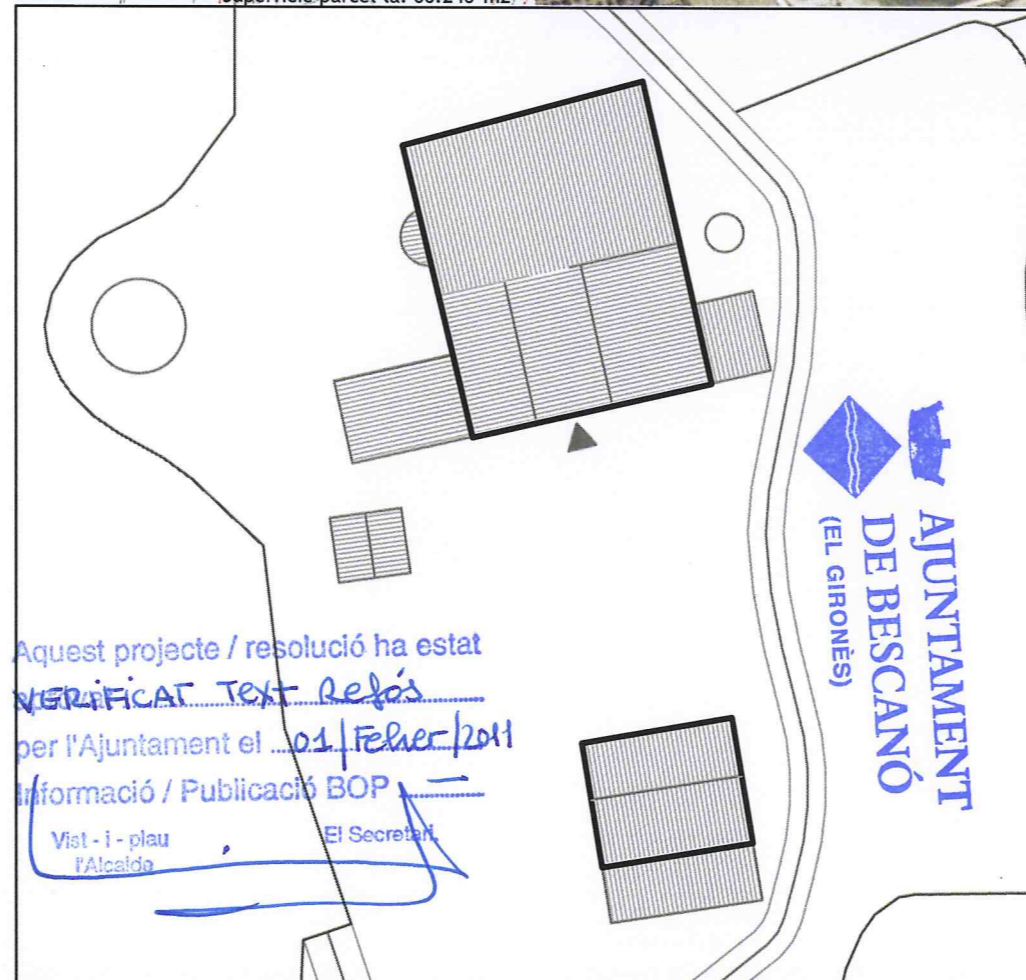 Aquest projecte / resolució ha estat
VERIFICAT Text Refós
per l'Ajuntament el 01/Febrer/2011
Informació / Publicació BOP —
Vist - i - plau El Secretari,
l'Alcalde
AJUNTAMENT
DE BESCANÓ
(EL GIRONÈS)